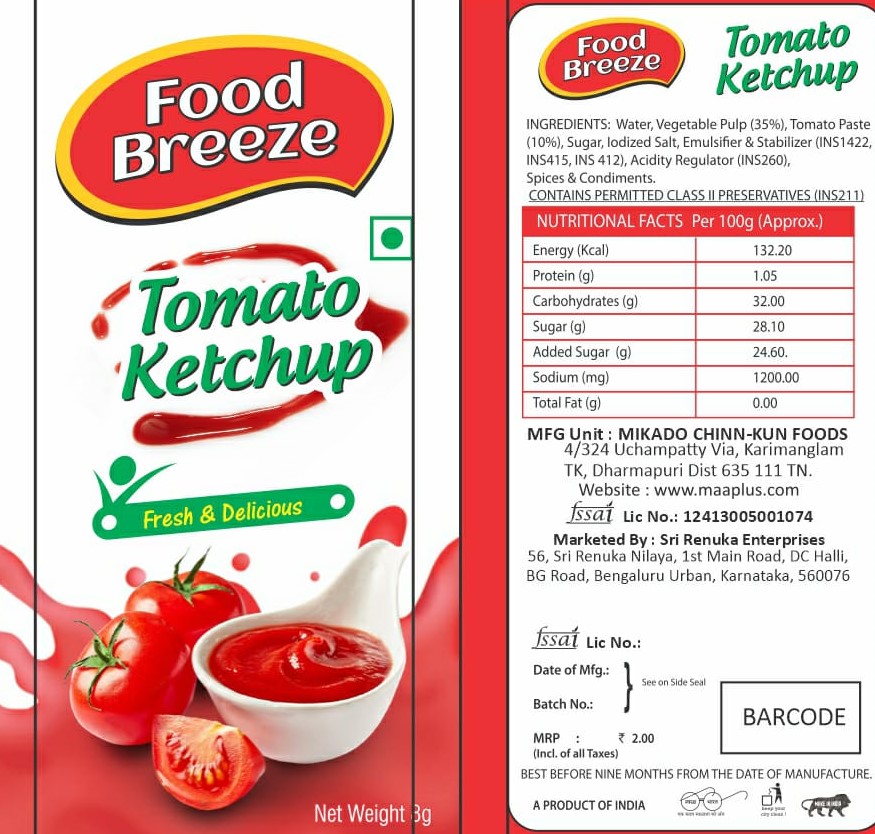 Food
Breeze
Tomato
Ketchup
Fresh & Delicious
Net Weight 8g
Food
Breeze
Tomato
Ketchup
INGREDIENTS: Water, Vegetable Pulp (35%), Tomato Paste
(10%), Sugar, Iodized Salt, Emulsifier & Stabilizer (INS1422,
INS415, INS 412), Acidity Regulator (INS260),
Spices & Condiments.
CONTAINS PERMITTED CLASS II PRESERVATIVES (INS211)
NUTRITIONAL FACTS Per 100g (Approx.)
Energy (Kcal) 132.20
Protein (g) 1.05
Carbohydrates (g) 32.00
Sugar (g) 28.10
Added Sugar (g) 24.60.
Sodium (mg) 1200.00
Total Fat (g) 0.00
MFG Unit : MIKADO CHINN-KUN FOODS
4/324 Uchampatty Via, Karimanglam
TK, Dharmapuri Dist 635 111 TN.
Website : www.maaplus.com
fssai Lic No.: 12413005001074
Marketed By : Sri Renuka Enterprises
56, Sri Renuka Nilaya, 1st Main Road, DC Halli,
BG Road, Bengaluru Urban, Karnataka, 560076
fssai Lic No.:
Date of Mfg.:
See on Side Seal
Batch No.:
MRP : ₹ 2.00
(Incl. of all Taxes)
BARCODE
BEST BEFORE NINE MONTHS FROM THE DATE OF MANUFACTURE.
A PRODUCT OF INDIA
Keep your
city clean !
MAKE IN INDIA